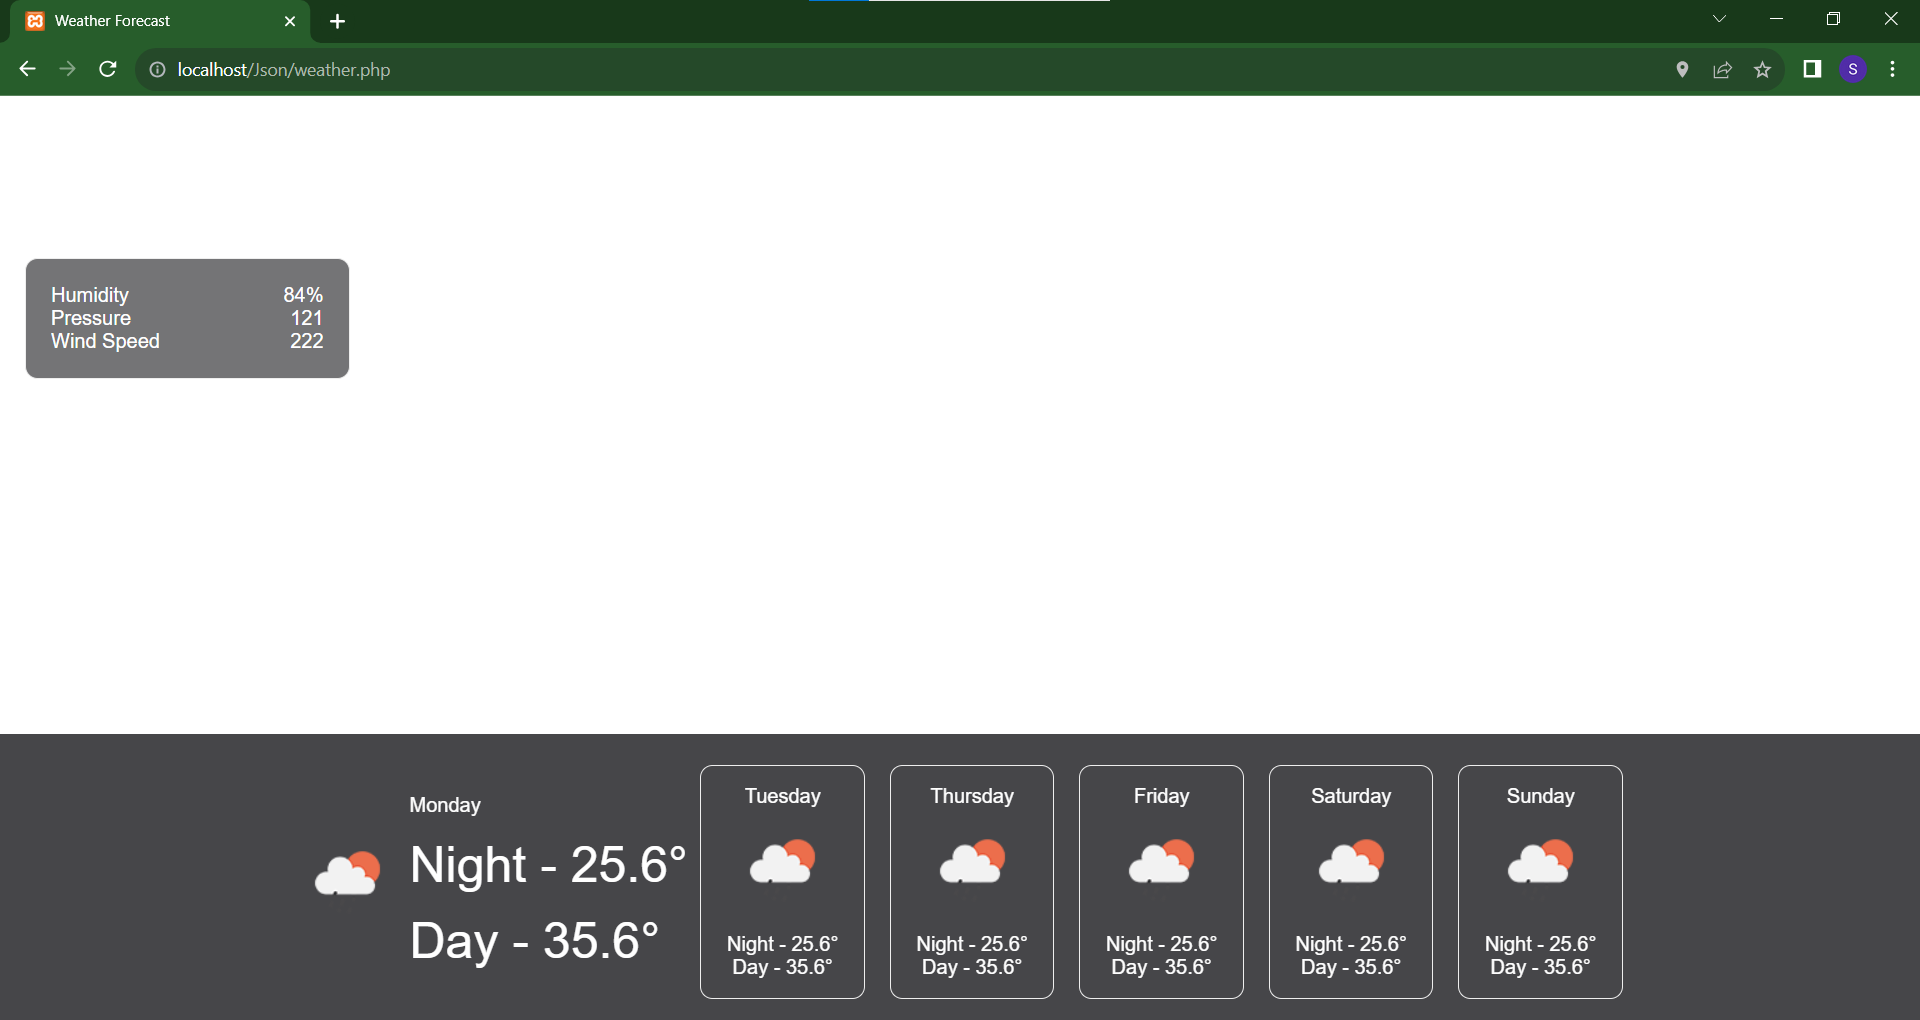 Weather Forecast
localhost/Json/weather.php
S
Humidity 84%
Pressure 121
Wind Speed 222
Monday
Night - 25.6°
Day - 35.6°
Tuesday
Night - 25.6°
Day - 35.6°
Thursday
Night - 25.6°
Day - 35.6°
Friday
Night - 25.6°
Day - 35.6°
Saturday
Night - 25.6°
Day - 35.6°
Sunday
Night - 25.6°
Day - 35.6°